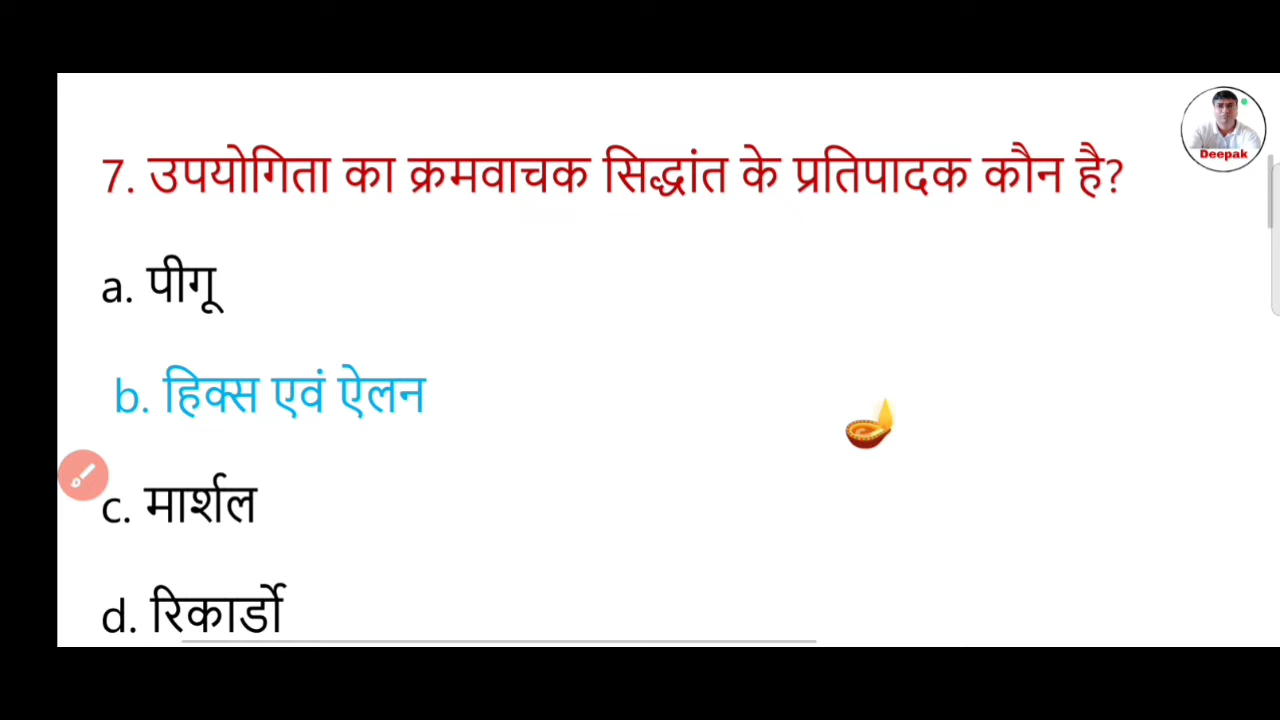 7. उपयोगिता का क्रमवाचक सिद्धांत के प्रतिपादक कौन है?
Deepak
a. पीगू
b. हिक्स एवं ऐलन
c. मार्शल
d. रिकार्डो